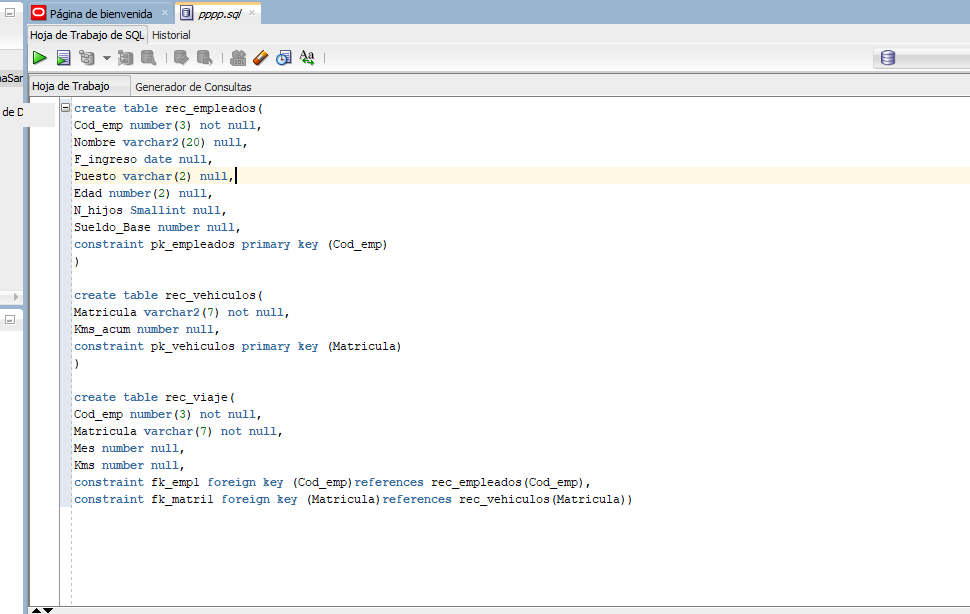 Página de bienvenida
pppp.sql
Hoja de Trabajo de SQL Historial
Aa
aSar
de D
Hoja de Trabajo Generador de Consultas
create table rec_empleados(
Cod_emp number(3) not null,
Nombre varchar2(20) null,
F_ingreso date null,
Puesto varchar(2) null,
Edad number(2) null,
N_hijos Smallint null,
Sueldo_Base number null,
constraint pk_empleados primary key (Cod_emp)
)
create table rec_vehiculos(
Matricula varchar2(7) not null,
Kms_acum number null,
constraint pk_vehiculos primary key (Matricula)
)
create table rec_viaje(
Cod_emp number(3) not null,
Matricula varchar(7) not null,
Mes number null,
Kms number null,
constraint fk_emp1 foreign key (Cod_emp)references rec_empleados(Cod_emp),
constraint fk_matri1 foreign key (Matricula)references rec_vehiculos(Matricula))